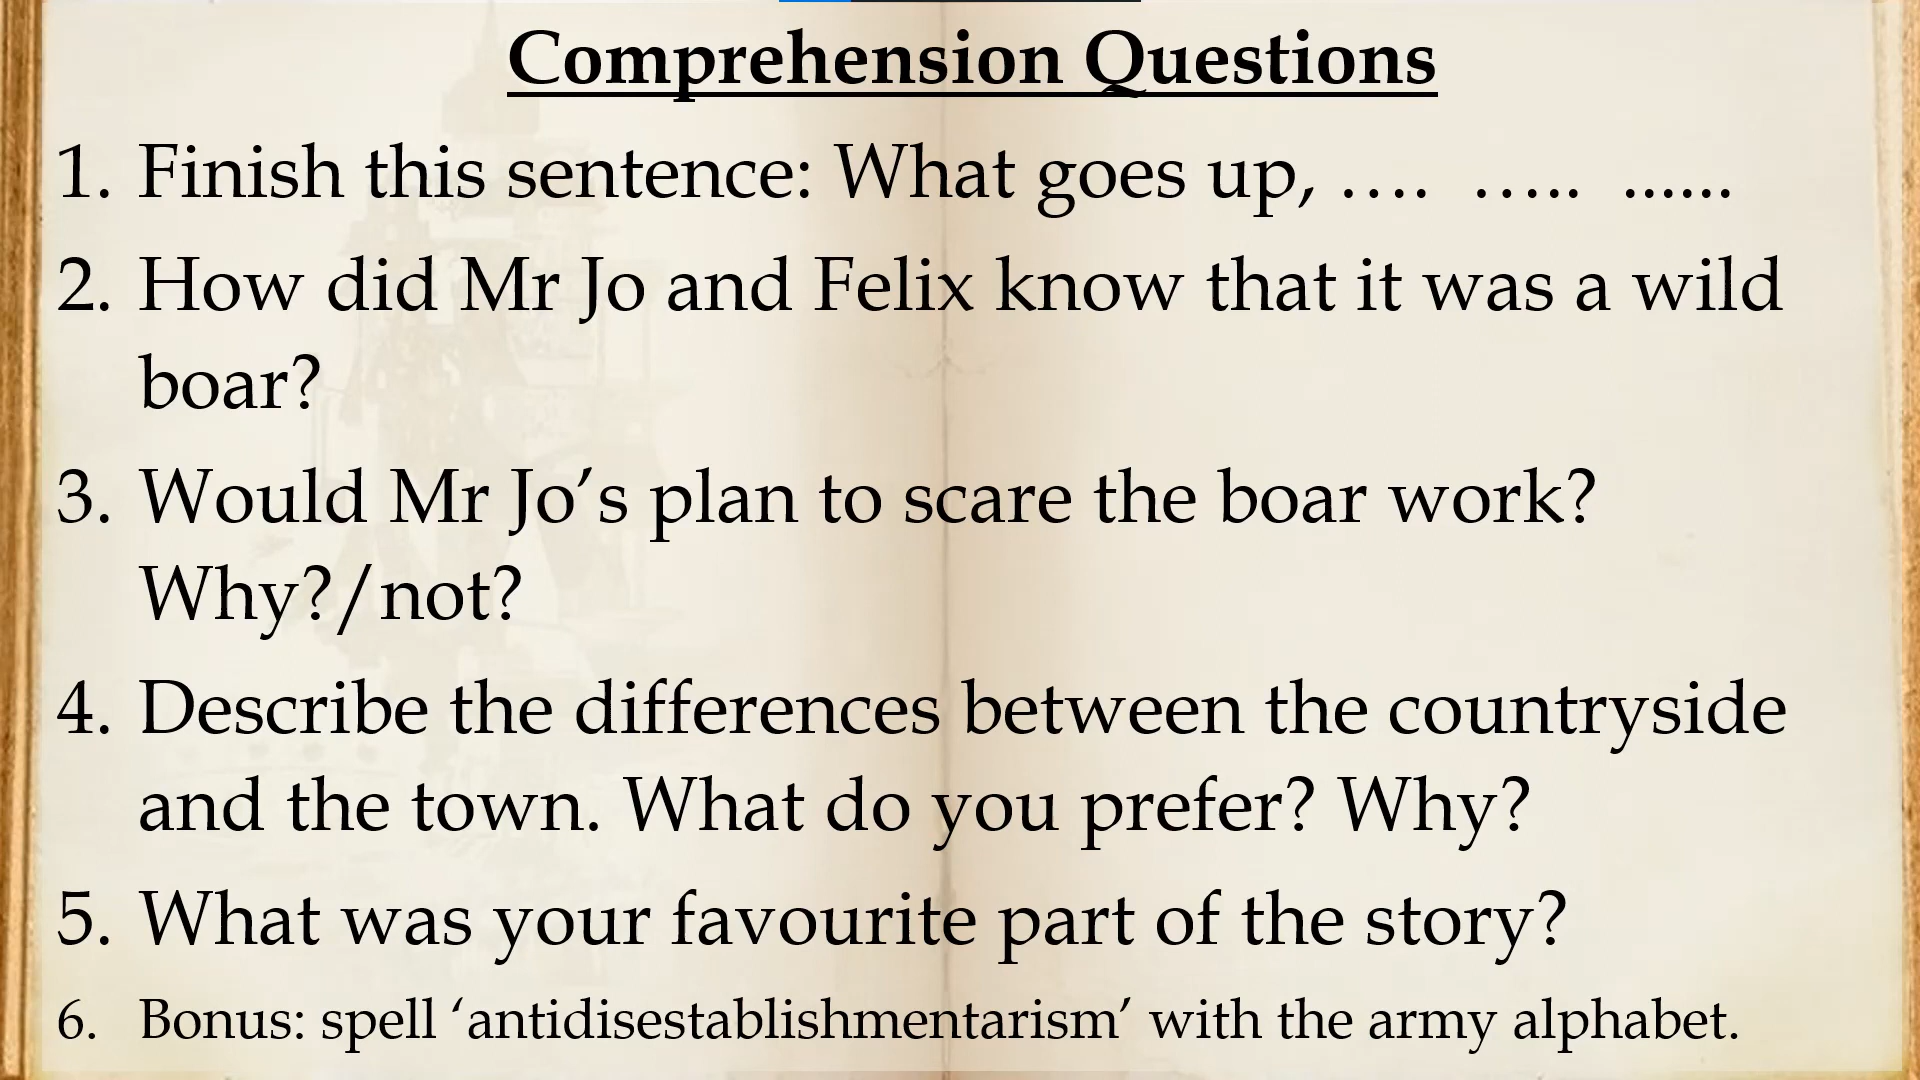 Comprehension Questions
1. Finish this sentence: What goes up, …. ….. ......
2. How did Mr Jo and Felix know that it was a wild
boar?
3. Would Mr Jo’s plan to scare the boar work?
Why?/not?
4. Describe the differences between the countryside
and the town. What do you prefer? Why?
5. What was your favourite part of the story?
6. Bonus: spell ‘antidisestablishmentarism’ with the army alphabet.